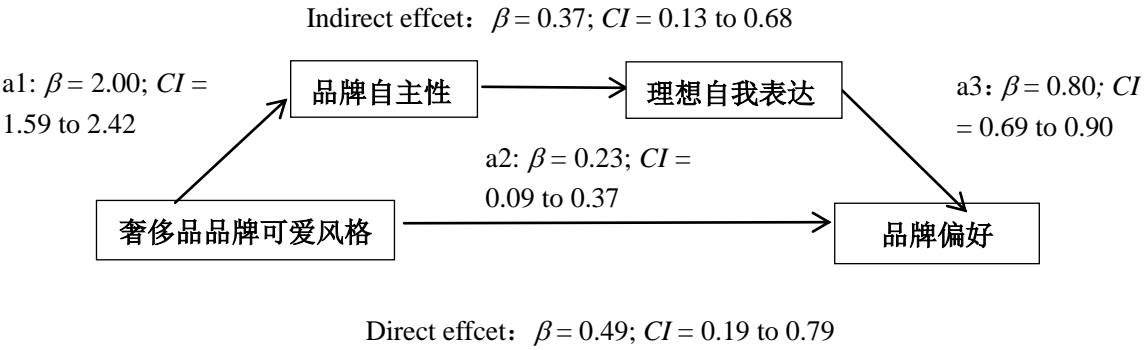 Indirect effcet： β = 0.37; CI = 0.13 to 0.68
a1: β = 2.00; CI =
1.59 to 2.42
品牌自主性
理想自我表达
a3：β = 0.80; CI
= 0.69 to 0.90
a2: β = 0.23; CI =
0.09 to 0.37
奢侈品品牌可爱风格
品牌偏好
Direct effcet： β = 0.49; CI = 0.19 to 0.79